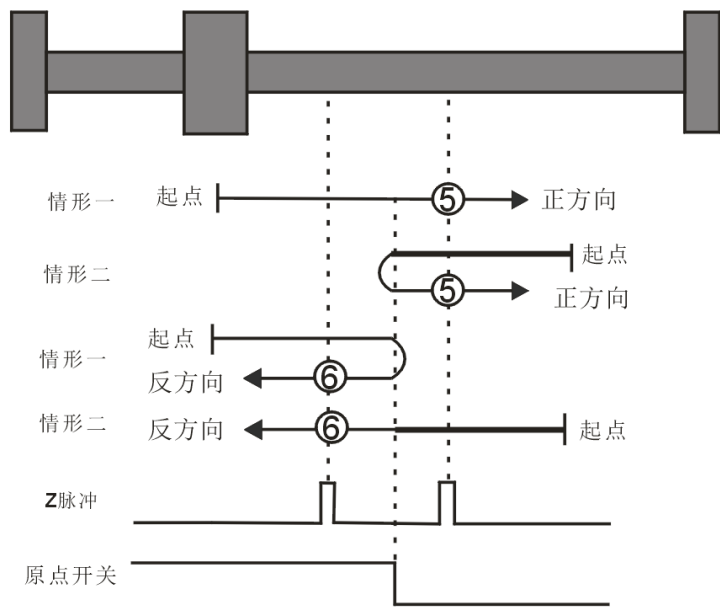 情形一 起点 ⑤ 正方向
情形二 起点
⑤ 正方向
情形一 起点
反方向 ⑥
情形二 反方向 ⑥ 起点
Z脉冲
原点开关